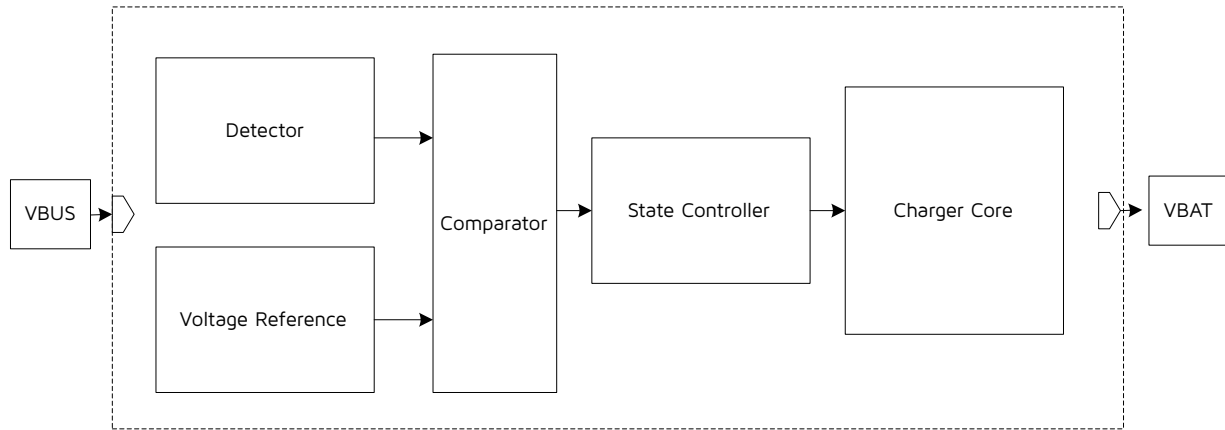 VBUS
Detector
Voltage Reference
Comparator
State Controller
Charger Core
VBAT